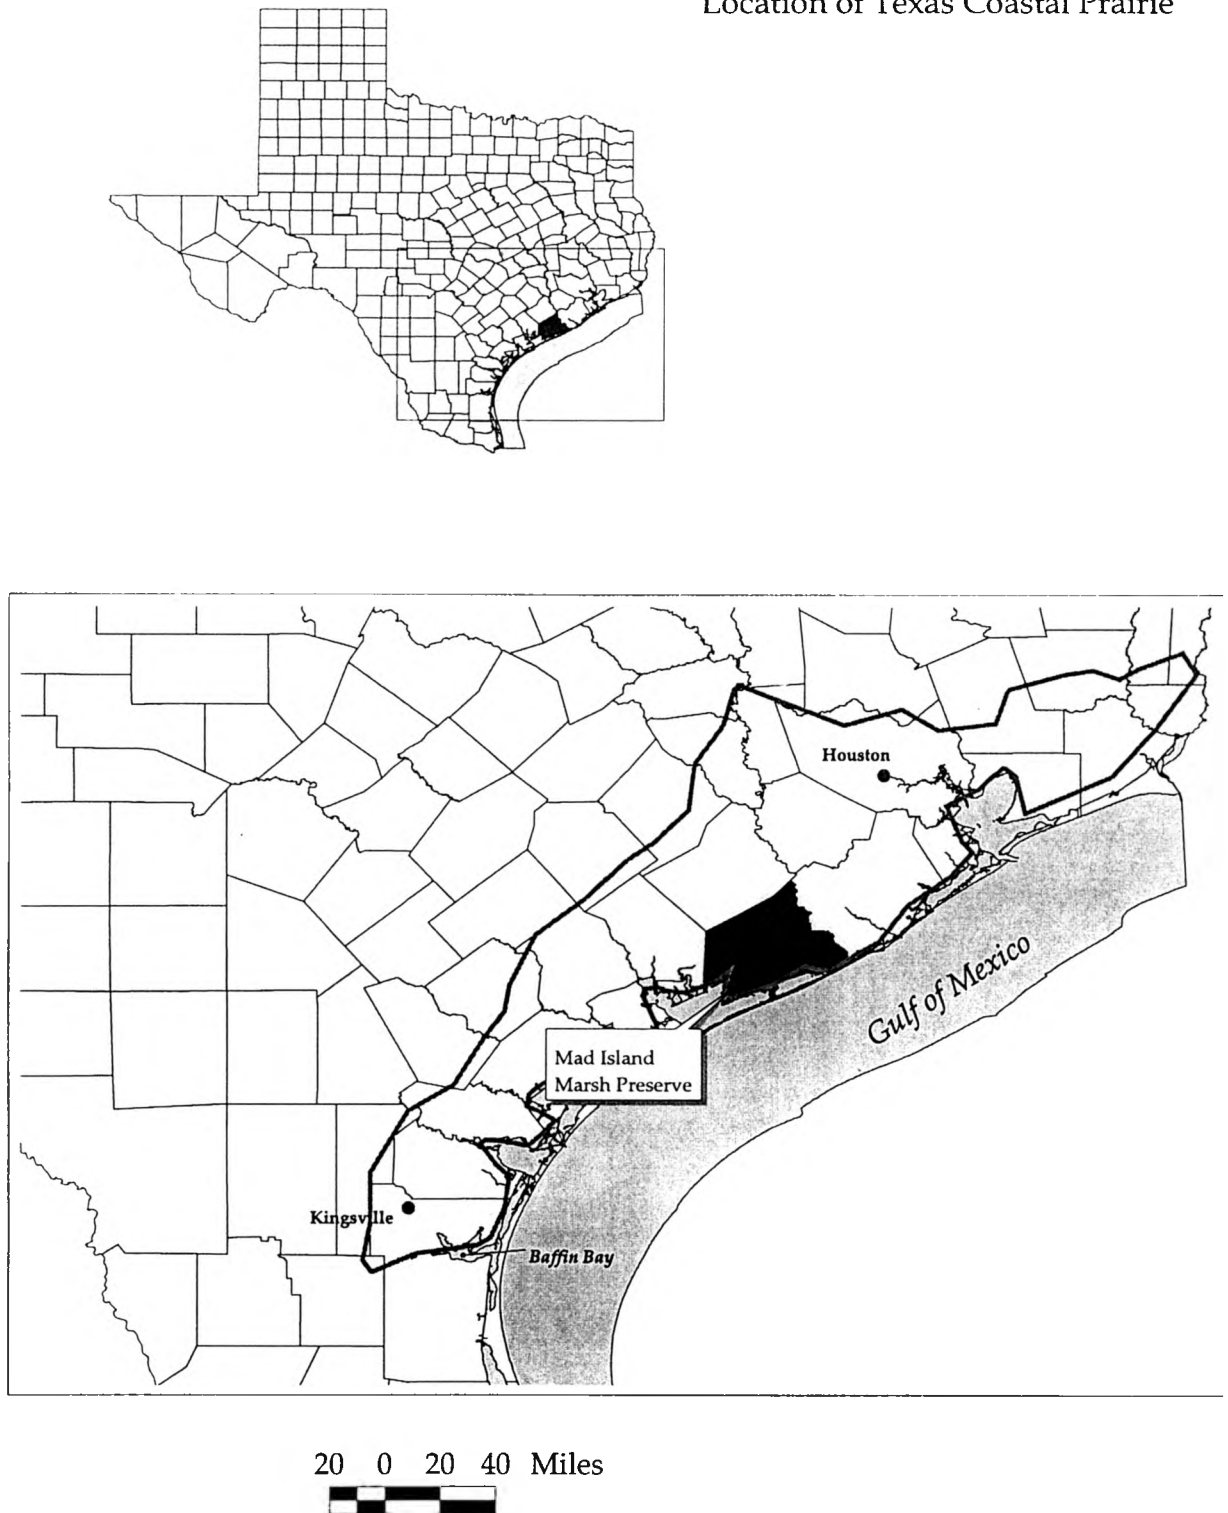 Location of Texas Coastal Prairie
Houston
Gulf of Mexico
Mad Island
Marsh Preserve
Kingsville
Baffin Bay
20 0 20 40 Miles